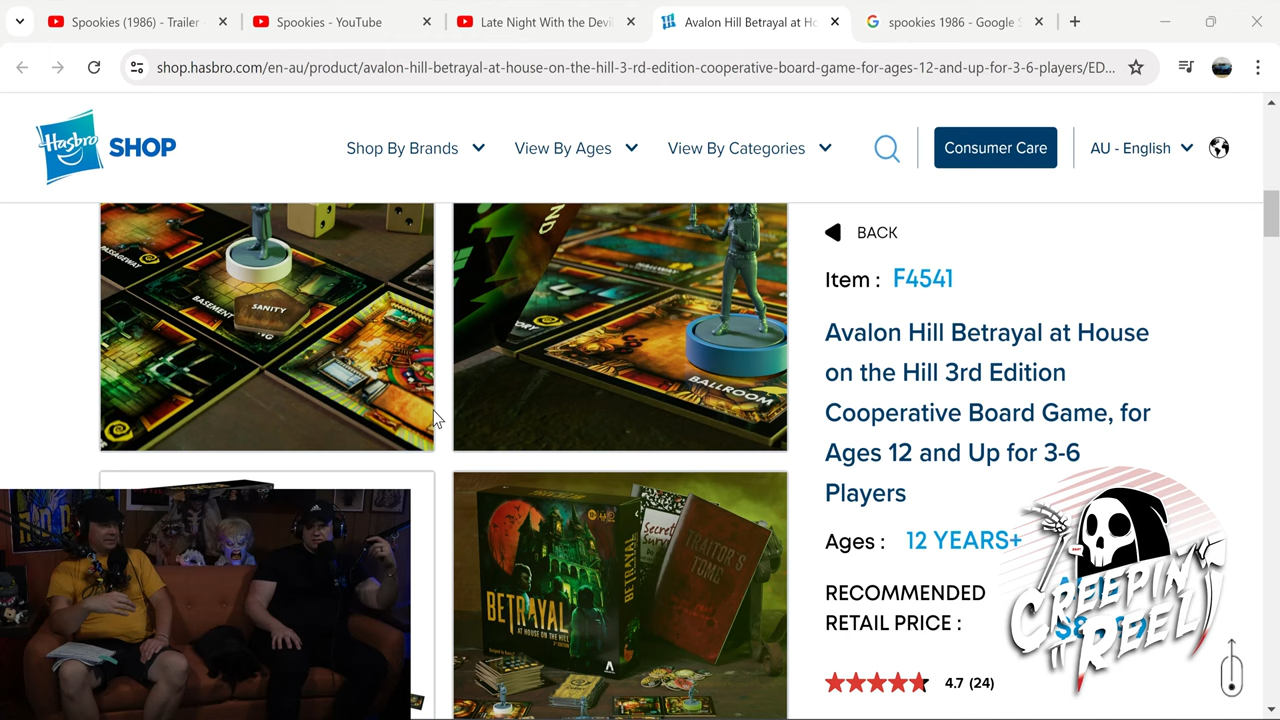 Spookies (1986) - Trailer
Spookies - YouTube
Late Night With the Devil
Avalon Hill Betrayal at Ho
spookies 1986 - Google S
shop.hasbro.com/en-au/product/avalon-hill-betrayal-at-house-on-the-hill-3-rd-edition-cooperative-board-game-for-ages-12-and-up-for-3-6-players/ED...
Hasbro
SHOP
Shop By Brands
View By Ages
View By Categories
Consumer Care
AU - English
PASSAGEWAY
BASEMENT
SANITY
HALLWAY
BALLROOM
BACK
Item : F4541
Avalon Hill Betrayal at House
on the Hill 3rd Edition
Cooperative Board Game, for
Ages 12 and Up for 3-6
Players
Ages : 12 YEARS+
RECOMMENDED
RETAIL PRICE :
4.7 (24)
BETRAYAL
AT HOUSE ON THE HILL
BETRAYAL
TRAITOR'S
TOME
CREEPIN'
IT REEL